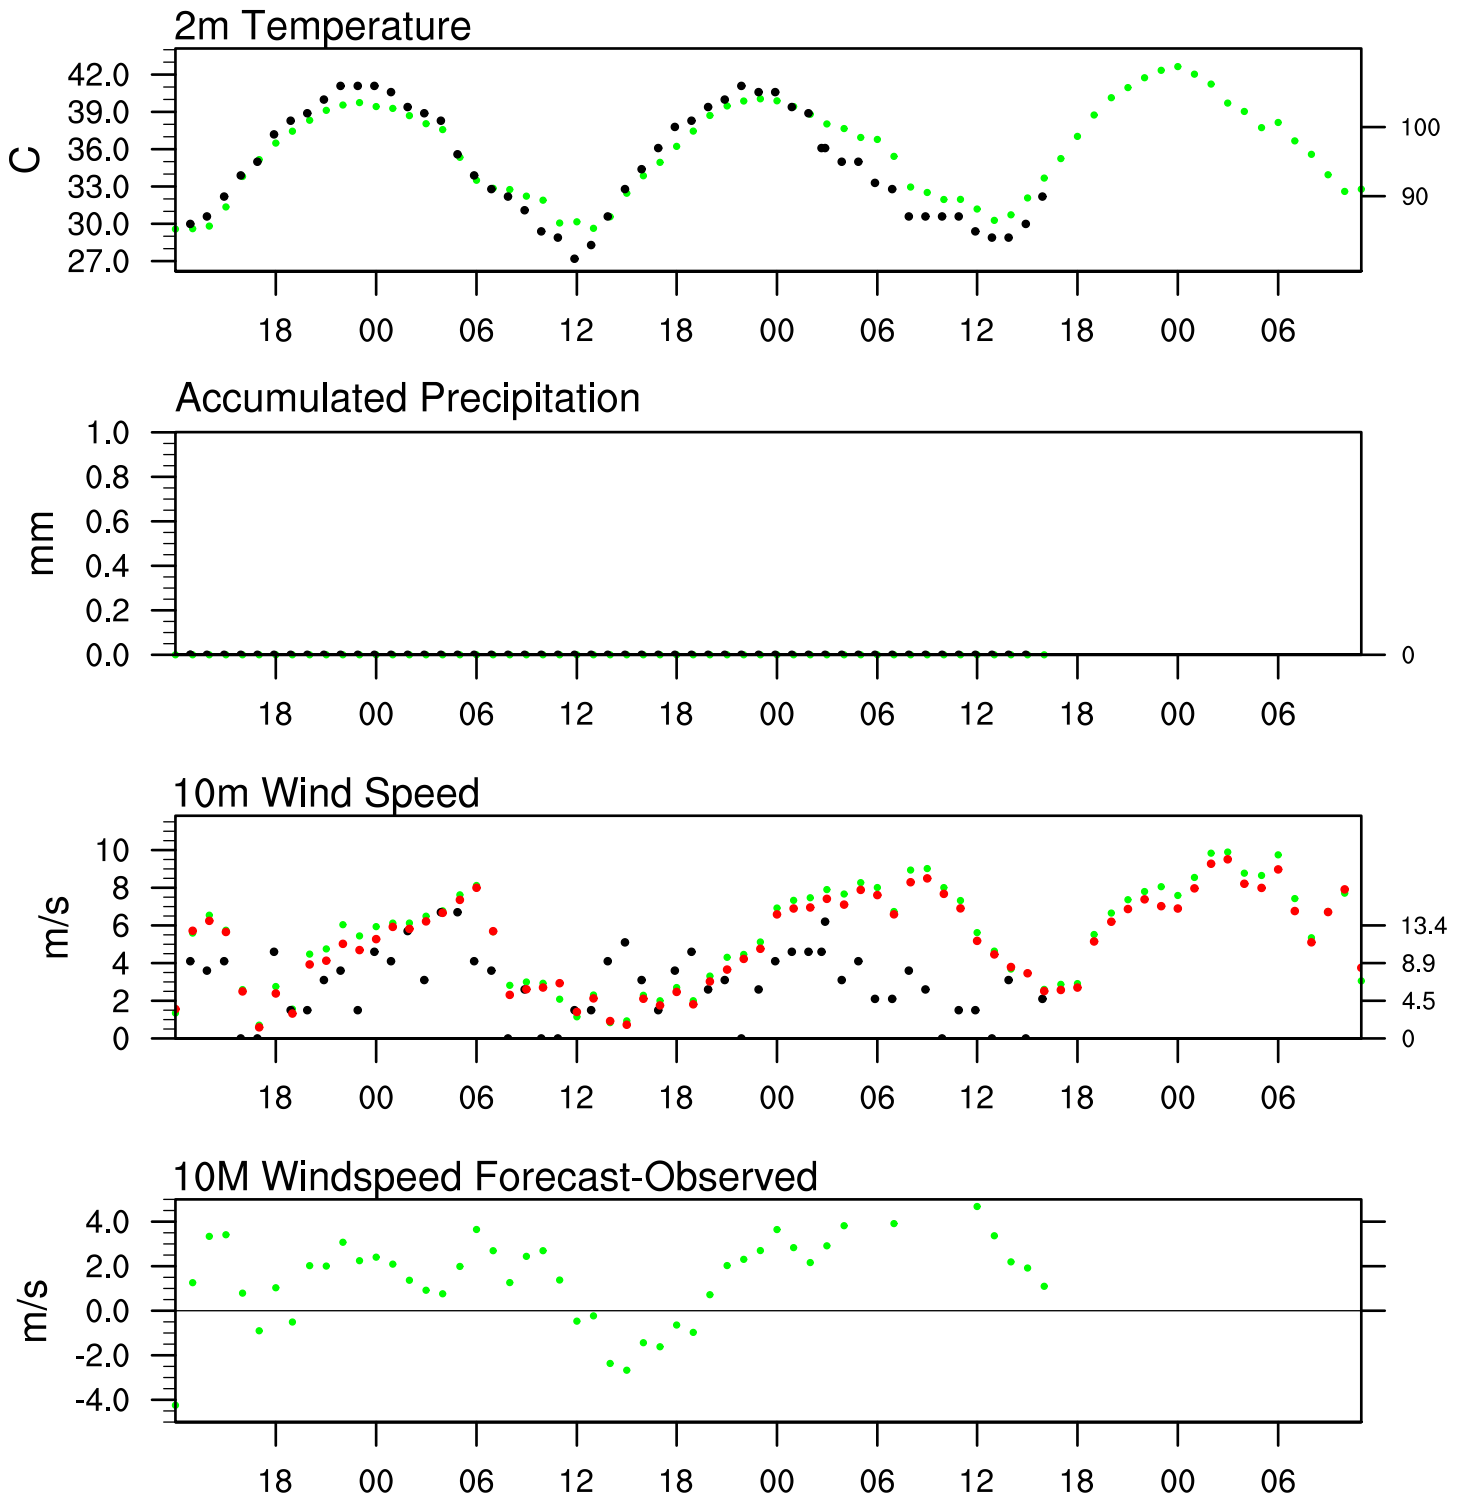 2m Temperature
42.0
39.0
36.0
33.0
30.0
27.0
C
100
90
18 00 06 12 18 00 06 12 18 00 06
Accumulated Precipitation
1.0
0.8
0.6
0.4
0.2
0.0
mm
0
18 00 06 12 18 00 06 12 18 00 06
10m Wind Speed
10
8
6
4
2
0
m/s
13.4
8.9
4.5
0
18 00 06 12 18 00 06 12 18 00 06
10M Windspeed Forecast-Observed
4.0
2.0
0.0
-2.0
-4.0
m/s
18 00 06 12 18 00 06 12 18 00 06